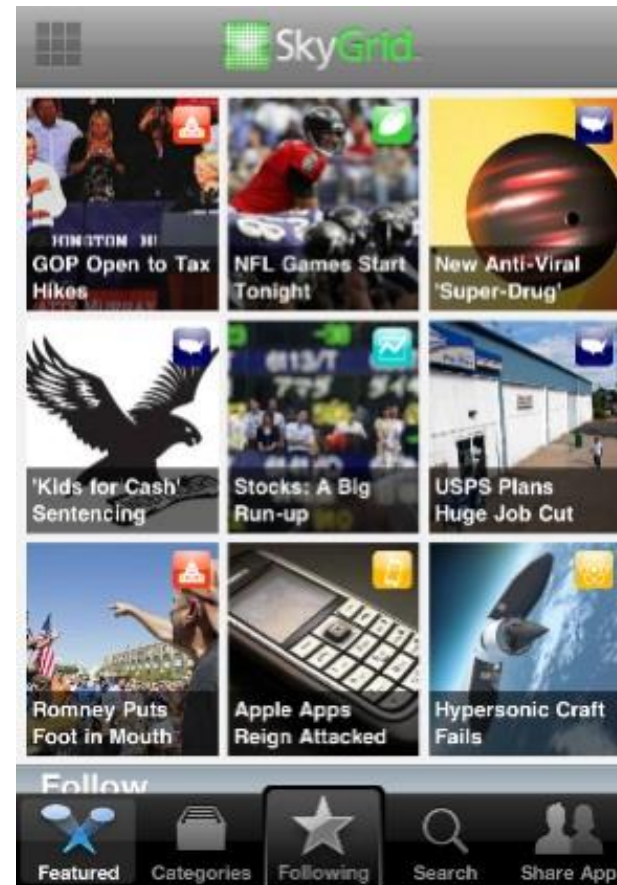 SkyGrid
GOP Open to Tax
Hikes
NFL Games Start
Tonight
New Anti-Viral
'Super-Drug'
'Kids for Cash'
Sentencing
Stocks: A Big
Run-up
USPS Plans
Huge Job Cut
Romney Puts
Foot in Mouth
Apple Apps
Reign Attacked
Hypersonic Craft
Fails
Follow
Featured
Categories
Following
Search
Share App